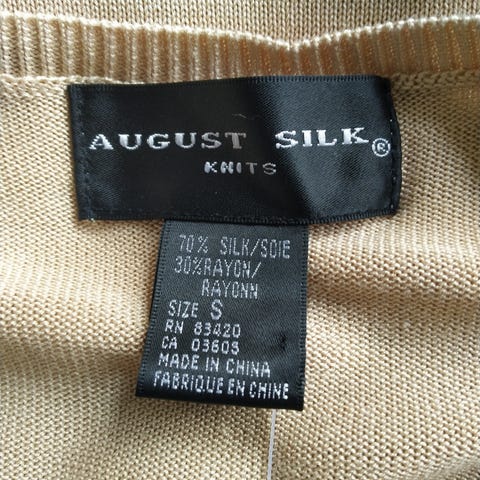 AUGUST SILK®
KNITS
70% SILK/SOIE
30%RAYON/
RAYONN
SIZE S
RN 83420
CA 03605
MADE IN CHINA
FABRIQUE EN CHINE